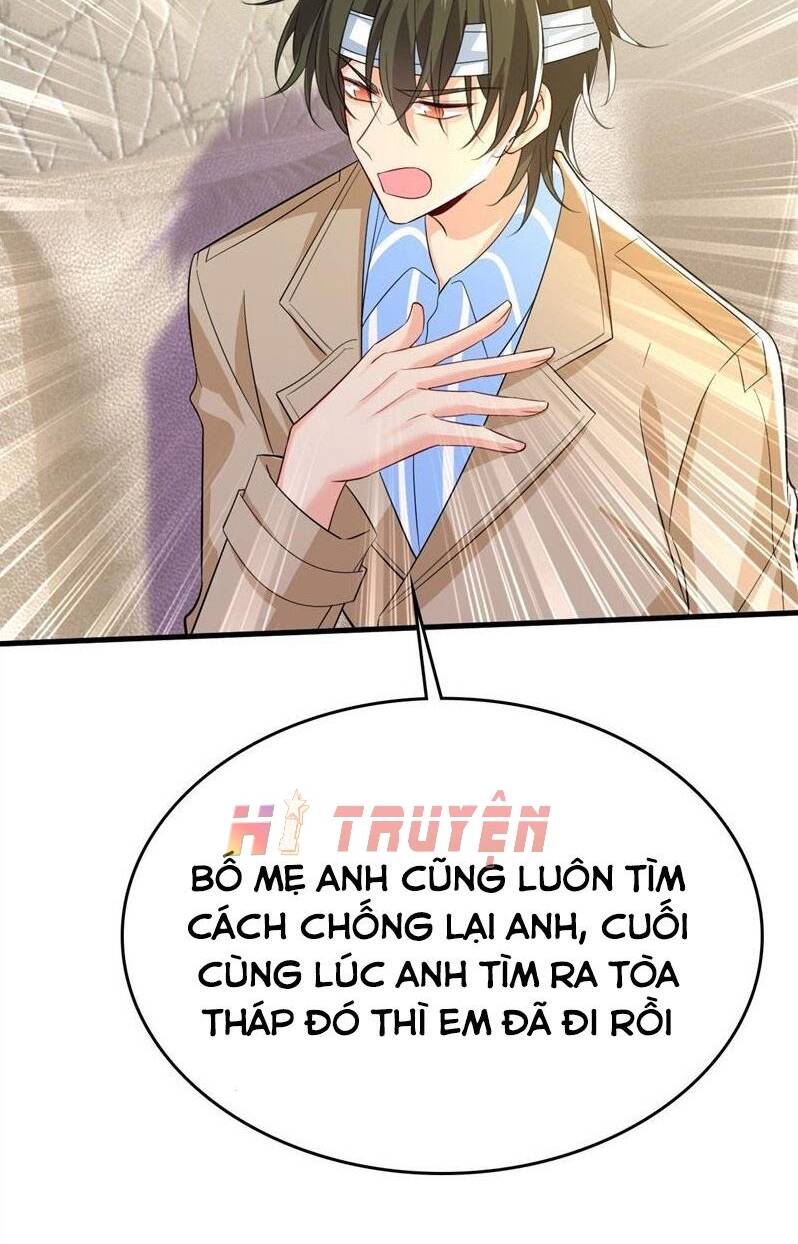 HI TRUYỆN
BỐ MẸ ANH CŨNG LUÔN TÌM
CÁCH CHỐNG LẠI ANH, CUỐI
CÙNG LÚC ANH TÌM RA TÒA
THÁP ĐÓ THÌ EM ĐÃ ĐI RỒI